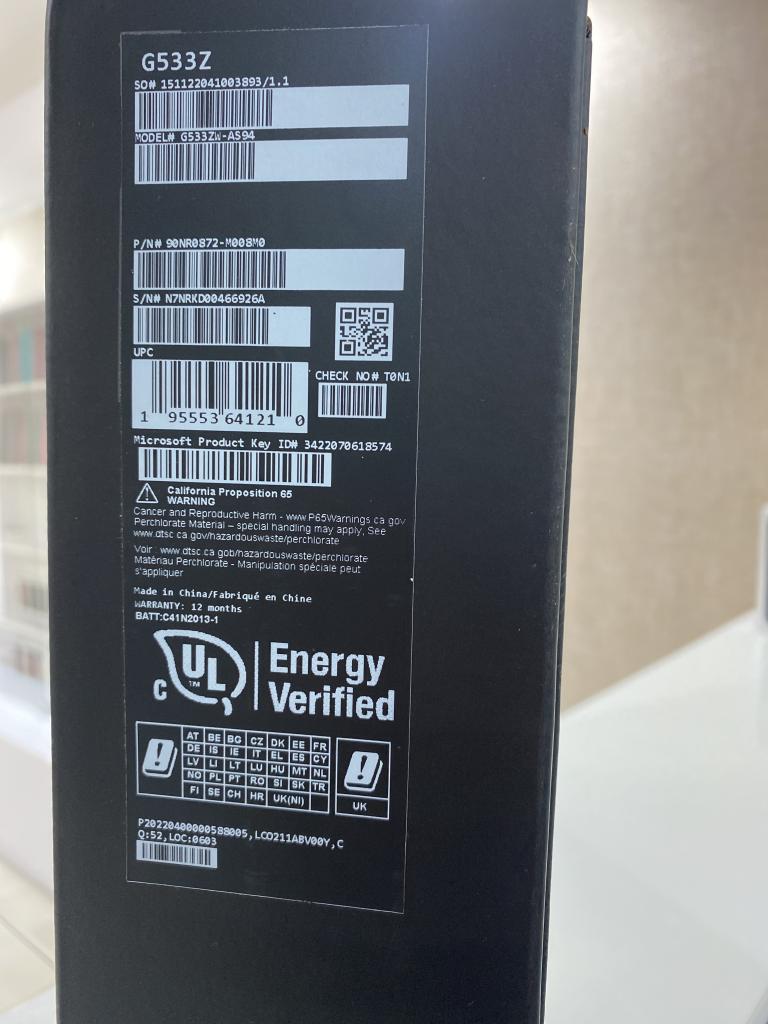 G533Z
SO# 151122041003893/1.1
MODEL# G533ZW-AS94
P/N# 90NR0872-M008M0
S/N# N7NRKD00466926A
UPC
CHECK NO# T0N1
1 95553 64121 0
Microsoft Product Key ID# 3422070618574
California Proposition 65
WARNING
Cancer and Reproductive Harm - www.P65Warnings.ca.gov
Perchlorate Material – special handling may apply, See
www.dtsc.ca.gov/hazardouswaste/perchlorate
Voir www.dtsc.ca.gob/hazardouswaste/perchlorate
Matériau Perchlorate - Manipulation spéciale peut
s'appliquer
Made in China/Fabriqué en Chine
WARRANTY: 12 months
BATT:C41N2013-1
C UL ™ Energy
Verified
AT BE BG CZ DK EE FR
DE IS IE IT EL ES CY
LV LI LT LU HU MT NL
NO PL PT RO SI SK TR
FI SE CH HR UK(NI)
UK
P20220400000588005,LCO211ABV00Y,C
Q:52,LOC:0603